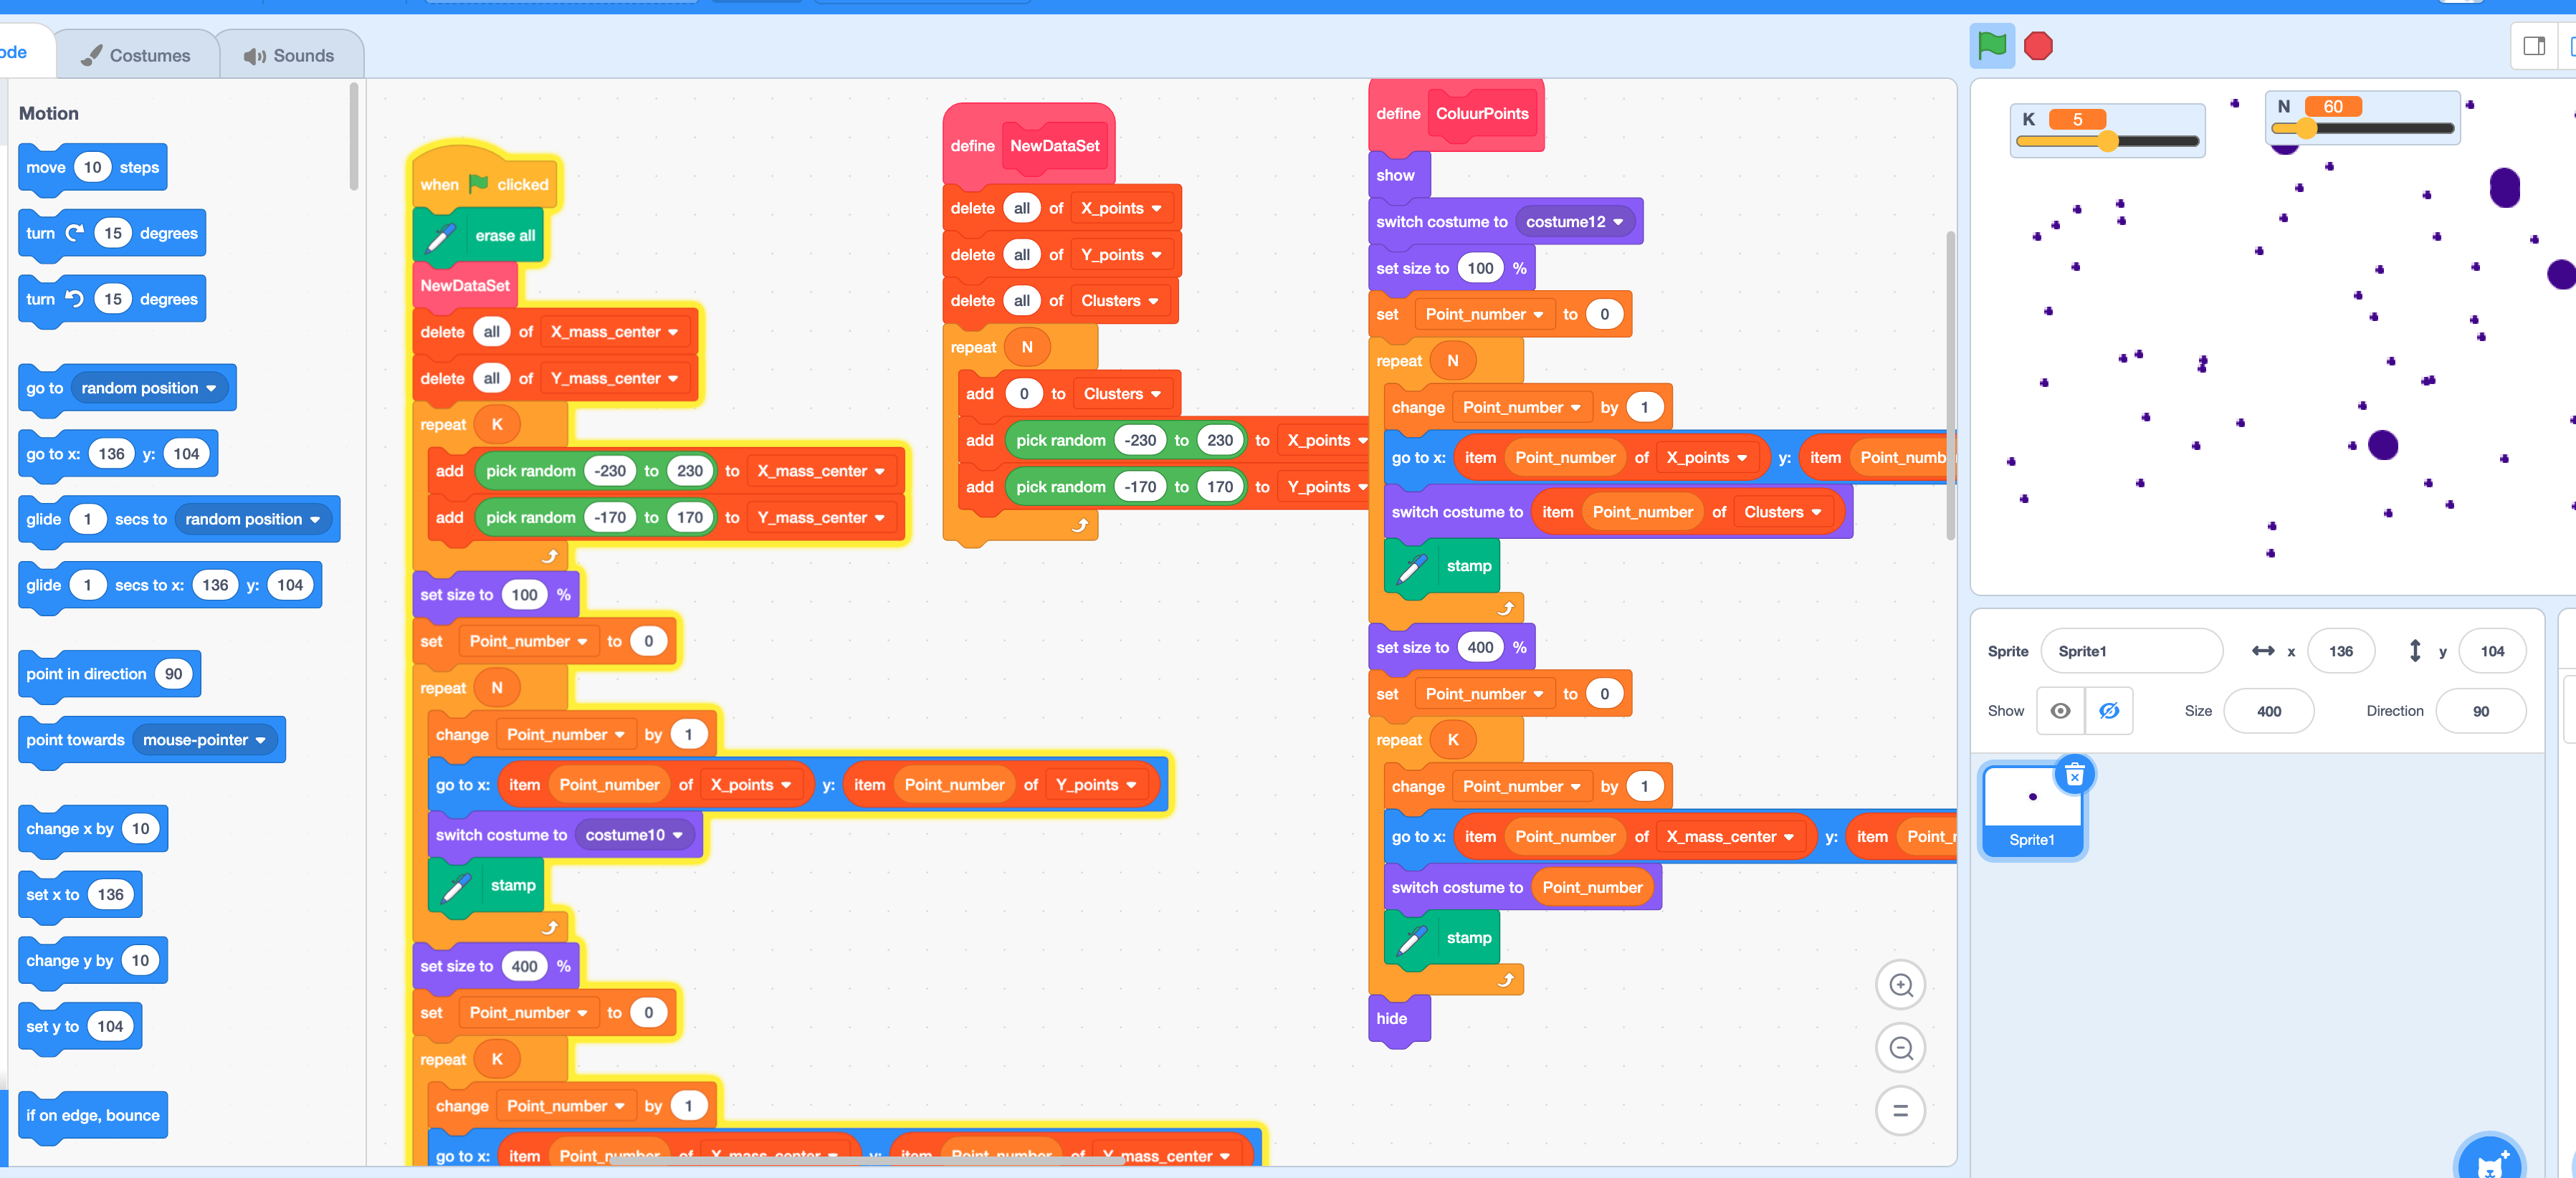 ode
Costumes
Sounds
Motion
move 10 steps
turn 15 degrees
turn 15 degrees
go to random position
go to x: 136 y: 104
glide 1 secs to random position
glide 1 secs to x: 136 y: 104
point in direction 90
point towards mouse-pointer
change x by 10
set x to 136
change y by 10
set y to 104
if on edge, bounce
when clicked
erase all
NewDataSet
delete all of X_mass_center
delete all of Y_mass_center
repeat K
add pick random -230 to 230 to X_mass_center
add pick random -170 to 170 to Y_mass_center
set size to 100 %
set Point_number to 0
repeat N
change Point_number by 1
go to x: item Point_number of X_points y: item Point_number of Y_points
switch costume to costume10
stamp
set size to 400 %
set Point_number to 0
repeat K
change Point_number by 1
go to x: item Point_number of X_mass_center y: item Point_number of Y_mass_center
define NewDataSet
delete all of X_points
delete all of Y_points
delete all of Clusters
repeat N
add 0 to Clusters
add pick random -230 to 230 to X_points
add pick random -170 to 170 to Y_points
define ColuurPoints
show
switch costume to costume12
set size to 100 %
set Point_number to 0
repeat N
change Point_number by 1
go to x: item Point_number of X_points y: item Point_numb
switch costume to item Point_number of Clusters
stamp
set size to 400 %
set Point_number to 0
repeat K
change Point_number by 1
go to x: item Point_number of X_mass_center y: item Point_
switch costume to Point_number
stamp
hide
K 5
N 60
Sprite Sprite1 x 136 y 104
Show Size 400 Direction 90
Sprite1